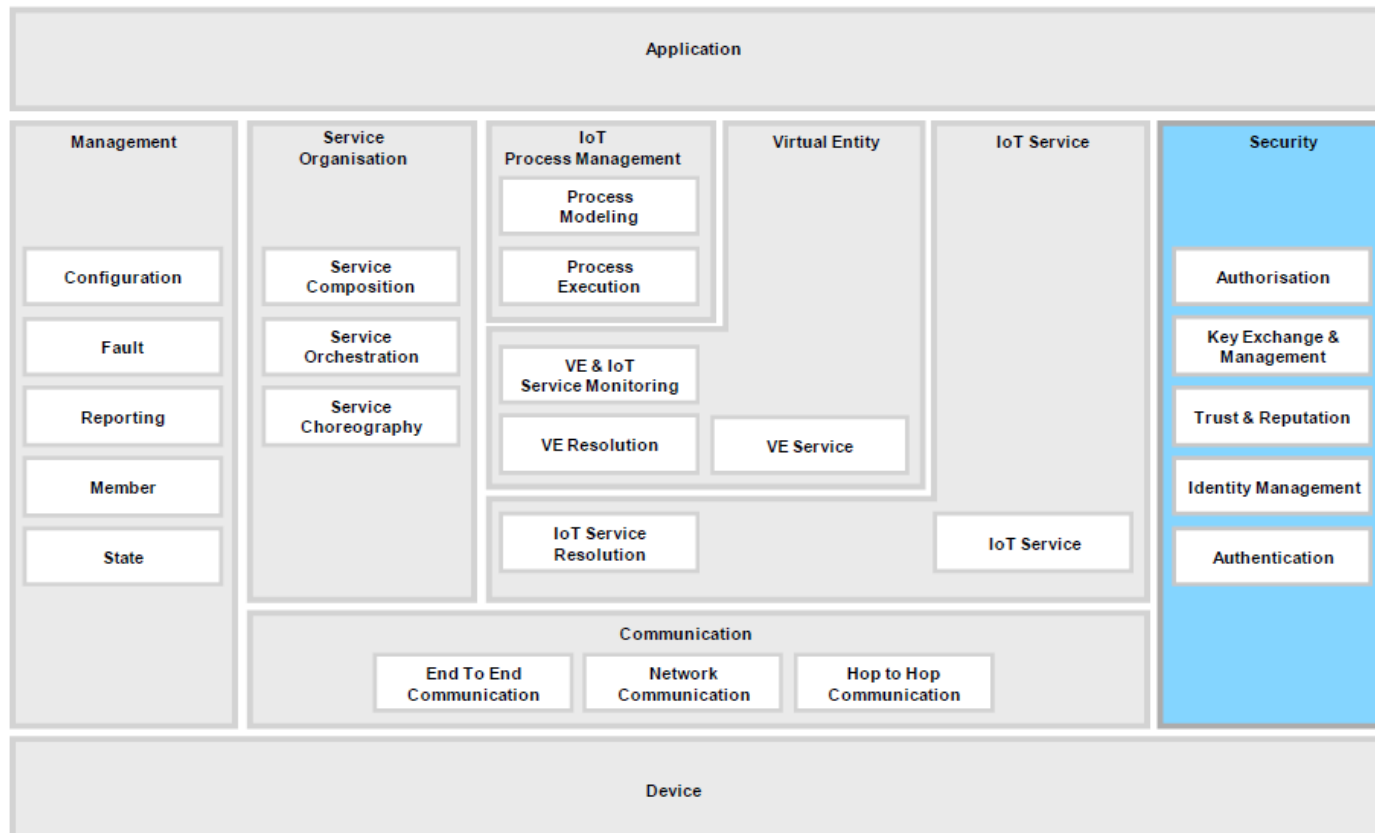 Application
Management
Configuration
Fault
Reporting
Member
State
Service
Organisation
Service
Composition
Service
Orchestration
Service
Choreography
IoT
Process Management
Process
Modeling
Process
Execution
Virtual Entity
VE & IoT
Service Monitoring
VE Resolution
VE Service
IoT Service
IoT Service
Resolution
IoT Service
Communication
End To End
Communication
Network
Communication
Hop to Hop
Communication
Security
Authorisation
Key Exchange &
Management
Trust & Reputation
Identity Management
Authentication
Device